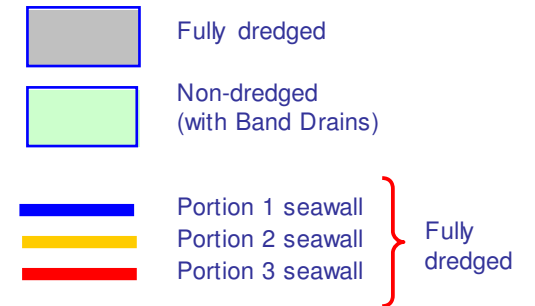 Fully dredged
Non-dredged
(with Band Drains)
Portion 1 seawall
Portion 2 seawall
Portion 3 seawall
Fully
dredged